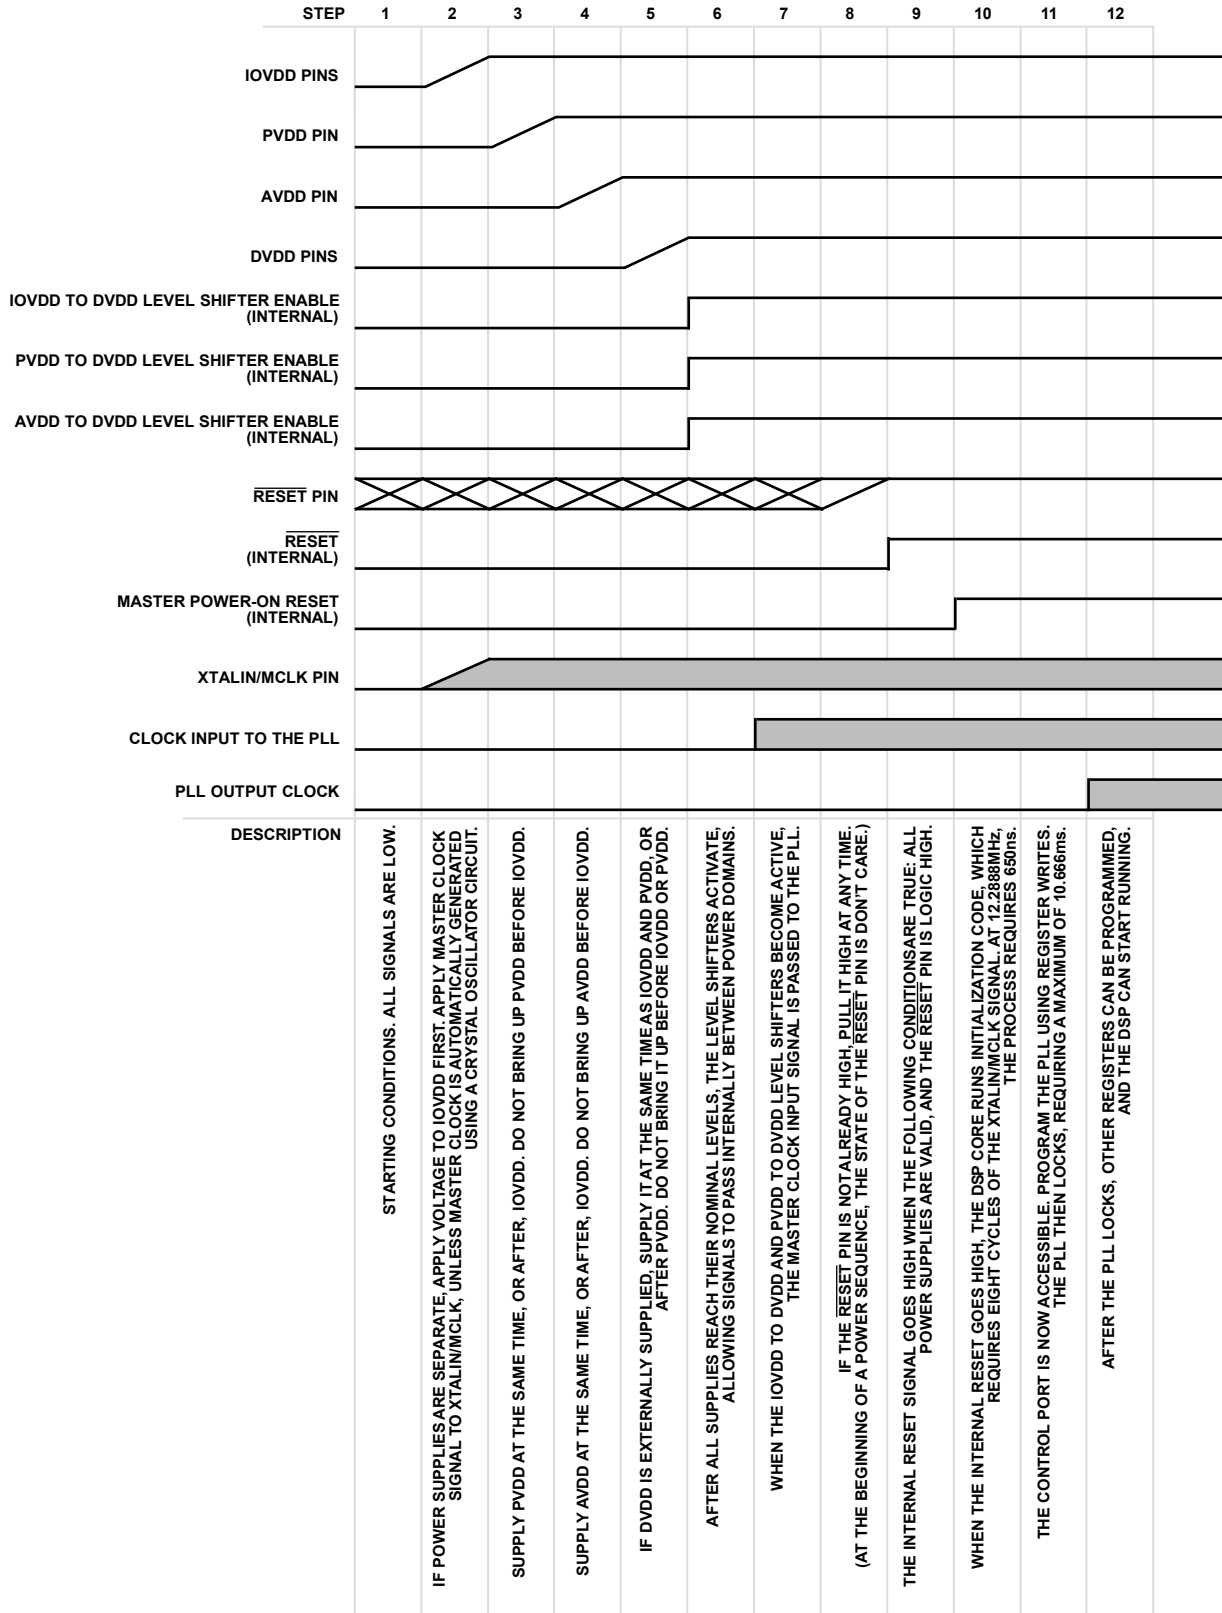 STEP 1 2 3 4 5 6 7 8 9 10 11 12
IOVDD PINS
PVDD PIN
AVDD PIN
DVDD PINS
IOVDD TO DVDD LEVEL SHIFTER ENABLE
(INTERNAL)
PVDD TO DVDD LEVEL SHIFTER ENABLE
(INTERNAL)
AVDD TO DVDD LEVEL SHIFTER ENABLE
(INTERNAL)
RESET PIN
RESET
(INTERNAL)
MASTER POWER-ON RESET
(INTERNAL)
XTALIN/MCLK PIN
CLOCK INPUT TO THE PLL
PLL OUTPUT CLOCK
DESCRIPTION
STARTING CONDITIONS. ALL SIGNALS ARE LOW.
IF POWER SUPPLIES ARE SEPARATE, APPLY VOLTAGE TO IOVDD FIRST. APPLY MASTER CLOCK
SIGNAL TO XTALIN/MCLK, UNLESS MASTER CLOCK IS AUTOMATICALLY GENERATED
USING A CRYSTAL OSCILLATOR CIRCUIT.
SUPPLY PVDD AT THE SAME TIME, OR AFTER, IOVDD. DO NOT BRING UP PVDD BEFORE IOVDD.
SUPPLY AVDD AT THE SAME TIME, OR AFTER, IOVDD. DO NOT BRING UP AVDD BEFORE IOVDD.
IF DVDD IS EXTERNALLY SUPPLIED, SUPPLY IT AT THE SAME TIME AS IOVDD AND PVDD, OR
AFTER PVDD. DO NOT BRING IT UP BEFORE IOVDD OR PVDD.
AFTER ALL SUPPLIES REACH THEIR NOMINAL LEVELS, THE LEVEL SHIFTERS ACTIVATE,
ALLOWING SIGNALS TO PASS INTERNALLY BETWEEN POWER DOMAINS.
WHEN THE IOVDD TO DVDD AND PVDD TO DVDD LEVEL SHIFTERS BECOME ACTIVE,
THE MASTER CLOCK INPUT SIGNAL IS PASSED TO THE PLL.
IF THE RESET PIN IS NOT ALREADY HIGH, PULL IT HIGH AT ANY TIME.
(AT THE BEGINNING OF A POWER SEQUENCE, THE STATE OF THE RESET PIN IS DON'T CARE.)
THE INTERNAL RESET SIGNAL GOES HIGH WHEN THE FOLLOWING CONDITIONS ARE TRUE: ALL
POWER SUPPLIES ARE VALID, AND THE RESET PIN IS LOGIC HIGH.
WHEN THE INTERNAL RESET GOES HIGH, THE DSP CORE RUNS INITIALIZATION CODE, WHICH
REQUIRES EIGHT CYCLES OF THE XTALIN/MCLK SIGNAL. AT 12.2888MHz,
THE PROCESS REQUIRES 650ns.
THE CONTROL PORT IS NOW ACCESSIBLE. PROGRAM THE PLL USING REGISTER WRITES.
THE PLL THEN LOCKS, REQUIRING A MAXIMUM OF 10.666ms.
AFTER THE PLL LOCKS, OTHER REGISTERS CAN BE PROGRAMMED,
AND THE DSP CAN START RUNNING.